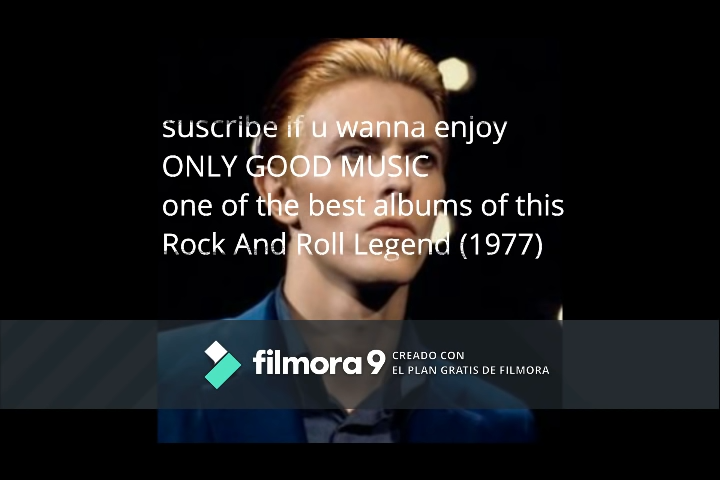 suscribe if u wanna enjoy
ONLY GOOD MUSIC
one of the best albums of this
Rock And Roll Legend (1977)
filmora 9
CREADO CON
EL PLAN GRATIS DE FILMORA